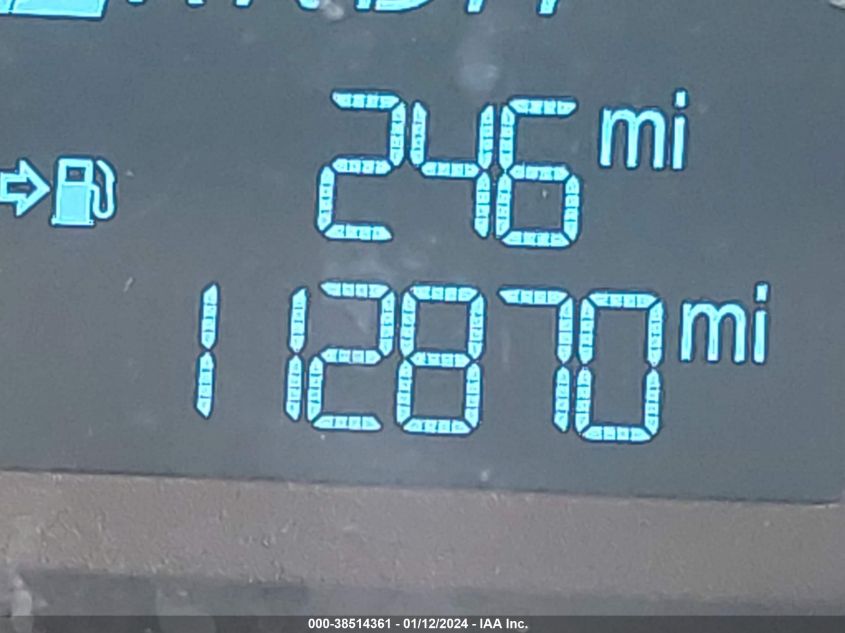 246 mi
112870 mi
000-38514361 - 01/12/2024 - IAA Inc.